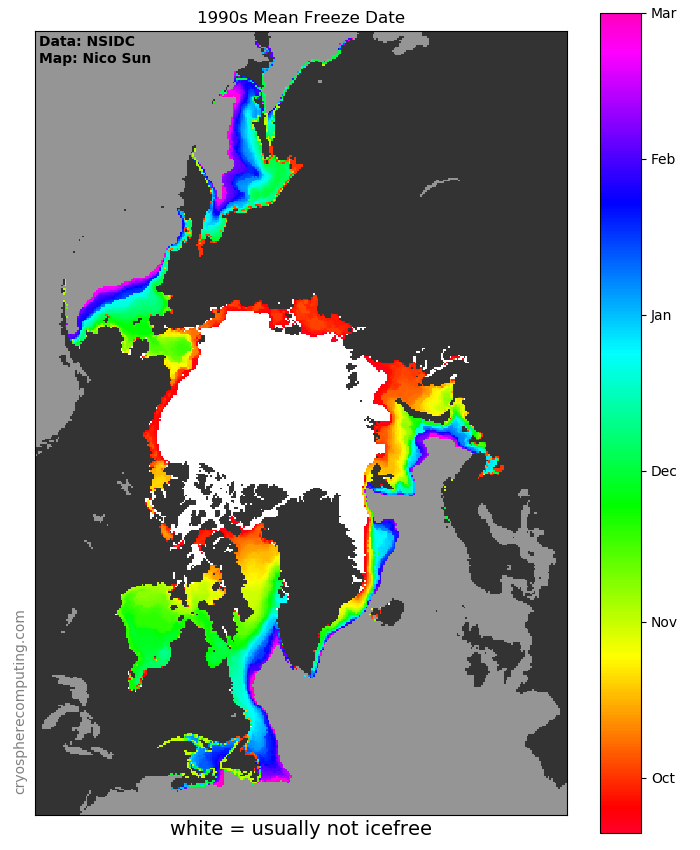 1990s Mean Freeze Date
Data: NSIDC
Map: Nico Sun
Mar
Feb
Jan
Dec
Nov
Oct
cryospherecomputing.com
white = usually not icefree